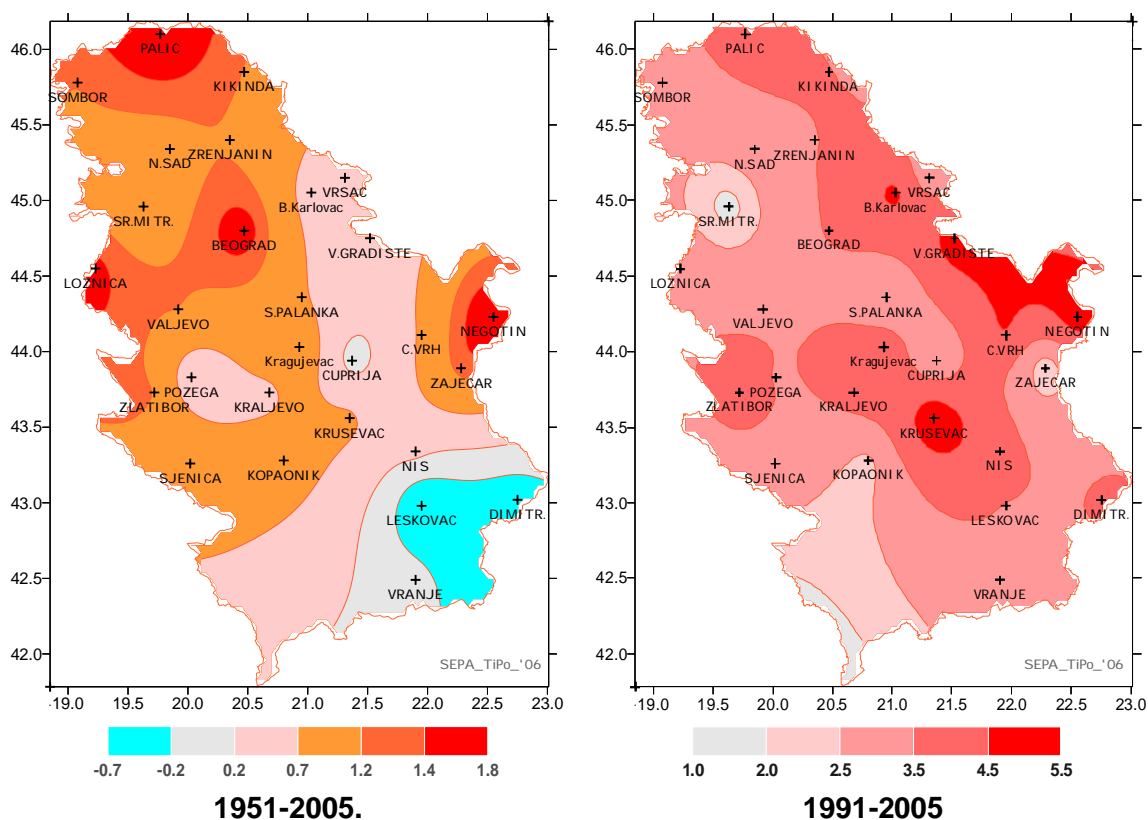 46.0
45.5
45.0
44.5
44.0
43.5
43.0
42.5
42.0
PALIC
KIKINDA
SOMBOR
ZRENJANIN
N.SAD
VRSAC
B.Karlovac
SR.MITR.
BEOGRAD
V.GRADISTE
LOZNICA
S.PALANKA
VALJEVO
NEGOTIN
C.VRH
Kragujevac
CUPRIJA
ZAJECAR
POZEGA
ZLATIBOR
KRALJEVO
KRUSEVAC
NIS
SJENICA
KOPAONIK
LESKOVAC
DIMITR.
VRANJE
SEPA_TiPo_'06
19.0 19.5 20.0 20.5 21.0 21.5 22.0 22.5 23.0
-0.7 -0.2 0.2 0.7 1.2 1.4 1.8
1951-2005.
46.0
45.5
45.0
44.5
44.0
43.5
43.0
42.5
42.0
PALIC
KIKINDA
SOMBOR
ZRENJANIN
N.SAD
VRSAC
B.Karlovac
SR.MITR.
BEOGRAD
V.GRADISTE
LOZNICA
S.PALANKA
VALJEVO
NEGOTIN
C.VRH
Kragujevac
CUPRIJA
ZAJECAR
POZEGA
ZLATIBOR
KRALJEVO
KRUSEVAC
NIS
SJENICA
KOPAONIK
LESKOVAC
DIMITR.
VRANJE
SEPA_TiPo_'06
19.0 19.5 20.0 20.5 21.0 21.5 22.0 22.5 23.0
1.0 2.0 2.5 3.5 4.5 5.5
1991-2005